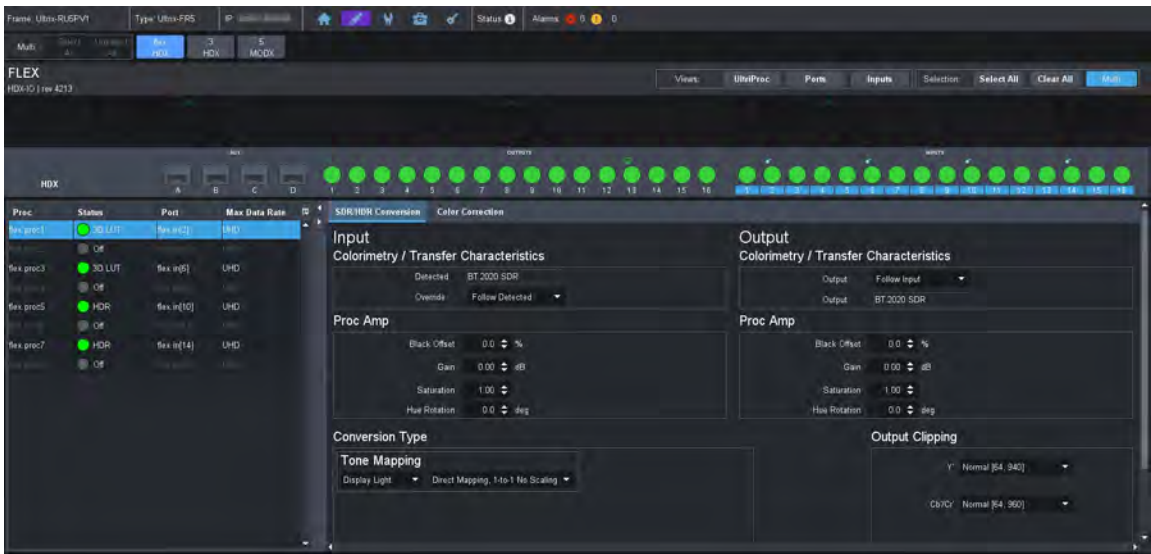 Frame: Ultrix-RU5PV1 Type: Ultrix-FR5 IP: Status Alarms 0 0
Multi flex HDX 3 HDX 5 MODX
FLEX
HDX-IO | rev 4213
Views: UltriProc Ports Inputs Selection: Select All Clear All Multi
AUX OUTPUTS INPUTS
HDX
A B C D 1 2 3 4 5 6 7 8 9 10 11 12 13 14 15 16 1 2 3 4 5 6 7 8 9 10 11 12 13 14 15 16
Proc Status Port Max Data Rate
flex.proc1 3D LUT flex.in[2] UHD
Off
flex.proc3 3D LUT flex.in[6] UHD
Off
flex.proc5 HDR flex.in[10] UHD
Off
flex.proc7 HDR flex.in[14] UHD
Off
SDR/HDR Conversion Color Correction
Input
Colorimetry / Transfer Characteristics
Detected BT.2020 SDR
Override Follow Detected
Proc Amp
Black Offset 0.0 %
Gain 0.00 dB
Saturation 1.00
Hue Rotation 0.0 deg
Conversion Type
Tone Mapping
Display Light Direct Mapping, 1-to-1 No Scaling
Output
Colorimetry / Transfer Characteristics
Output Follow Input
Output BT.2020 SDR
Proc Amp
Black Offset 0.0 %
Gain 0.00 dB
Saturation 1.00
Hue Rotation 0.0 deg
Output Clipping
Y' Normal [64, 940]
Cb'/Cr' Normal [64, 960]